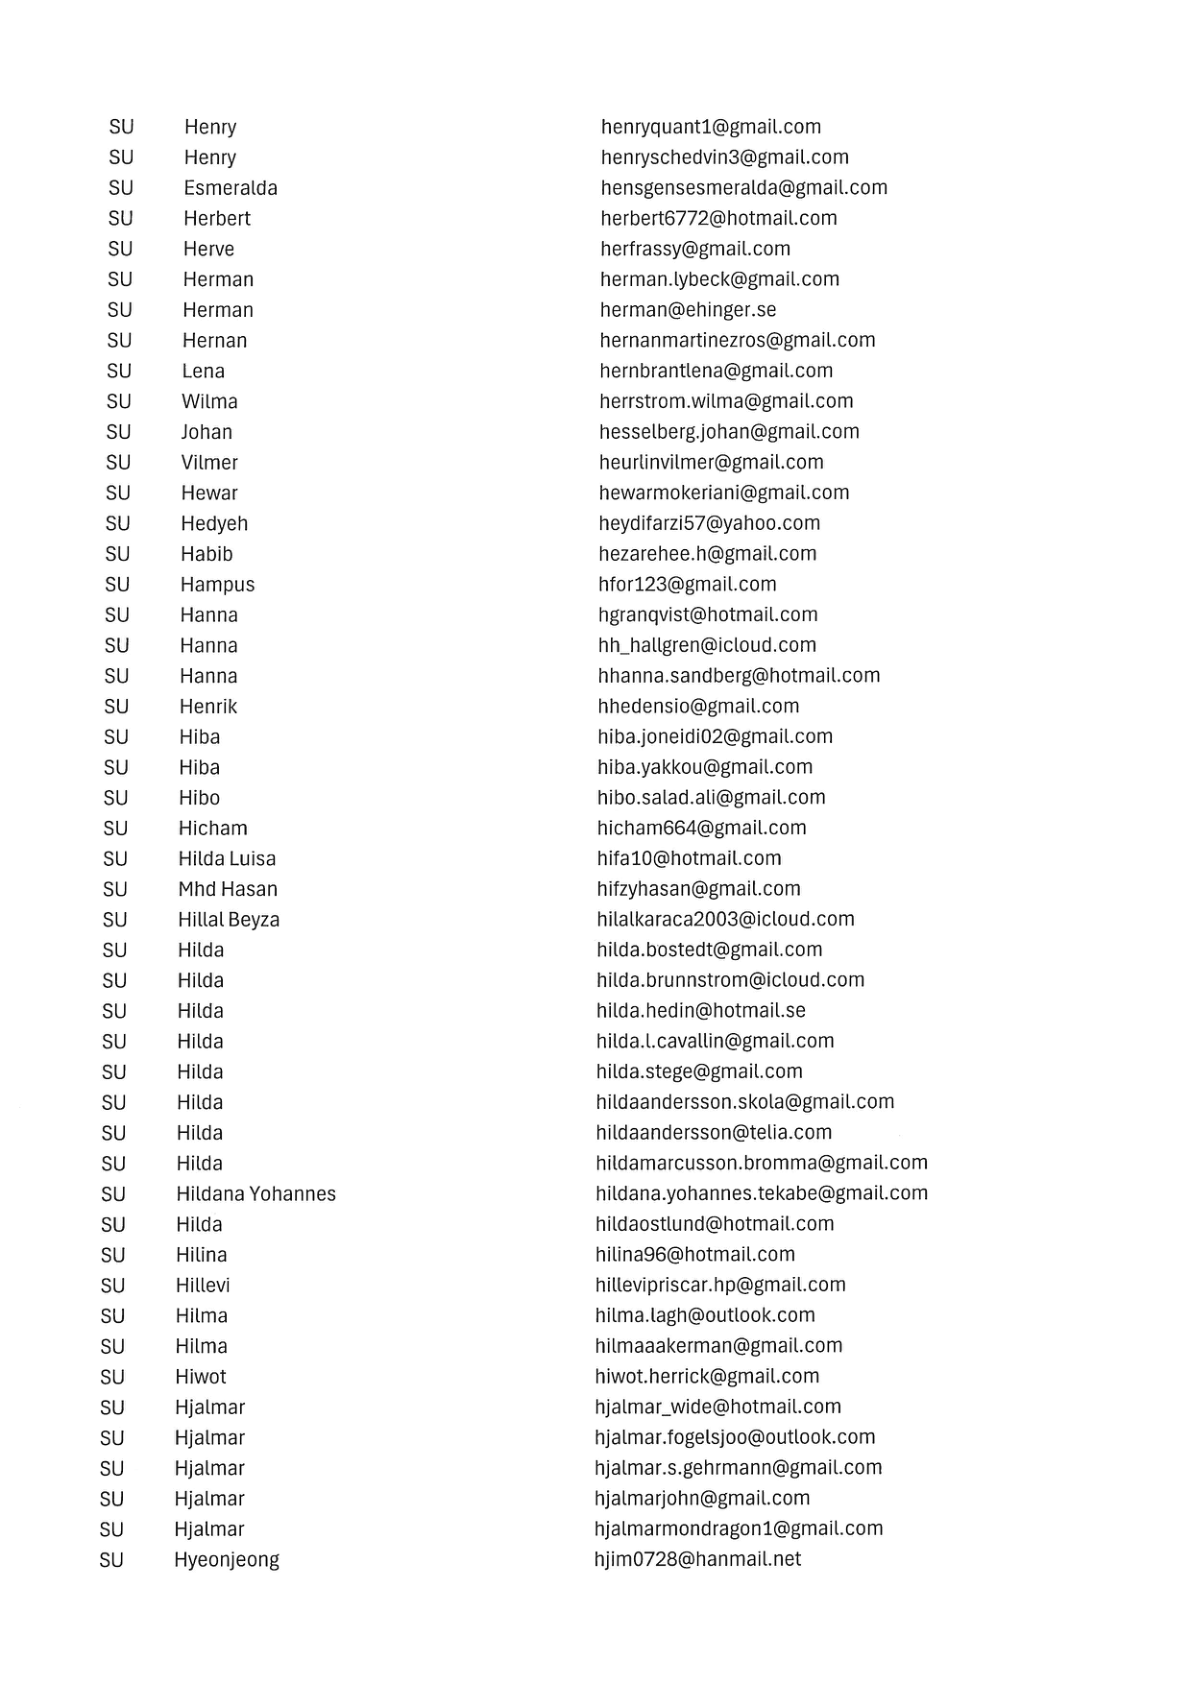 SU Henry henryquant1@gmail.com
SU Henry henryschedvin3@gmail.com
SU Esmeralda hensgensesmeralda@gmail.com
SU Herbert herbert6772@hotmail.com
SU Herve herfrassy@gmail.com
SU Herman herman.lybeck@gmail.com
SU Herman herman@ehinger.se
SU Hernan hernanmartinezros@gmail.com
SU Lena hernbrantlena@gmail.com
SU Wilma herrstrom.wilma@gmail.com
SU Johan hesselberg.johan@gmail.com
SU Vilmer heurlinvilmer@gmail.com
SU Hewar hewarmokeriani@gmail.com
SU Hedyeh heydifarzi57@yahoo.com
SU Habib hezarehee.h@gmail.com
SU Hampus hfor123@gmail.com
SU Hanna hgranqvist@hotmail.com
SU Hanna hh_hallgren@icloud.com
SU Hanna hhanna.sandberg@hotmail.com
SU Henrik hhedensio@gmail.com
SU Hiba hiba.joneidi02@gmail.com
SU Hiba hiba.yakkou@gmail.com
SU Hibo hibo.salad.ali@gmail.com
SU Hicham hicham664@gmail.com
SU Hilda Luisa hifa10@hotmail.com
SU Mhd Hasan hifzyhasan@gmail.com
SU Hillal Beyza hilalkaraca2003@icloud.com
SU Hilda hilda.bostedt@gmail.com
SU Hilda hilda.brunnstrom@icloud.com
SU Hilda hilda.hedin@hotmail.se
SU Hilda hilda.l.cavallin@gmail.com
SU Hilda hilda.stege@gmail.com
SU Hilda hildaandersson.skola@gmail.com
SU Hilda hildaandersson@telia.com
SU Hilda hildamarcusson.bromma@gmail.com
SU Hildana Yohannes hildana.yohannes.tekabe@gmail.com
SU Hilda hildaostlund@hotmail.com
SU Hilina hilina96@hotmail.com
SU Hillevi hillevipriscar.hp@gmail.com
SU Hilma hilma.lagh@outlook.com
SU Hilma hilmaaakerman@gmail.com
SU Hiwot hiwot.herrick@gmail.com
SU Hjalmar hjalmar_wide@hotmail.com
SU Hjalmar hjalmar.fogelsjoo@outlook.com
SU Hjalmar hjalmar.s.gehrmann@gmail.com
SU Hjalmar hjalmarjohn@gmail.com
SU Hjalmar hjalmarmondragon1@gmail.com
SU Hyeonjeong hjim0728@hanmail.net